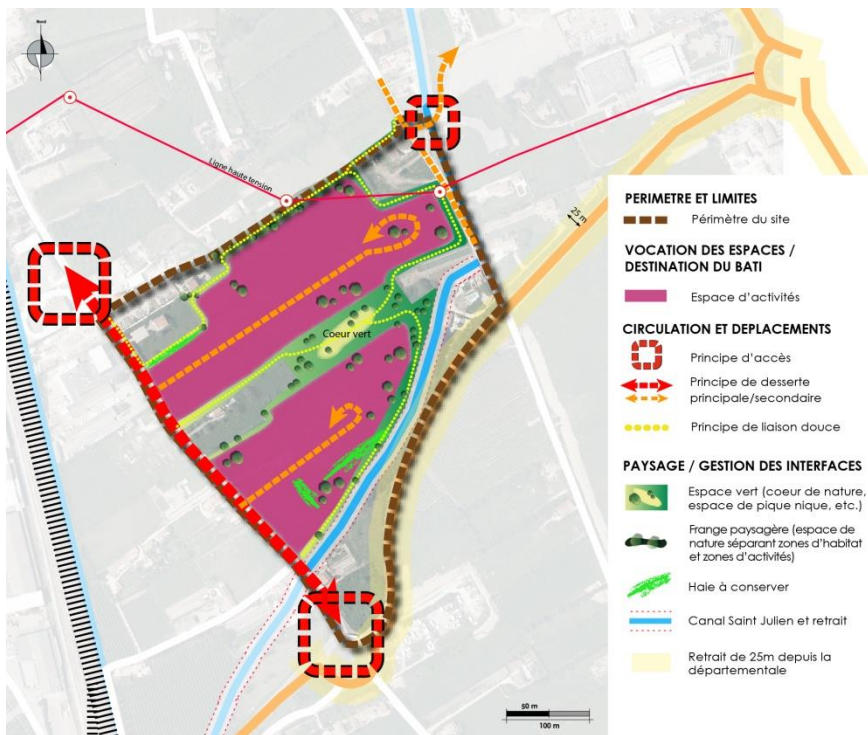 Nord
Ligne haute tension
25 m
Coeur vert
50 m
100 m
PERIMETRE ET LIMITES
Périmètre du site
VOCATION DES ESPACES /
DESTINATION DU BATI
Espace d'activités
CIRCULATION ET DEPLACEMENTS
Principe d'accès
Principe de desserte
principale/secondaire
Principe de liaison douce
PAYSAGE / GESTION DES INTERFACES
Espace vert (coeur de nature,
espace de pique nique, etc.)
Frange paysagère (espace de
nature séparant zones d'habitat
et zones d'activités)
Haie à conserver
Canal Saint Julien et retrait
Retrait de 25m depuis la
départementale